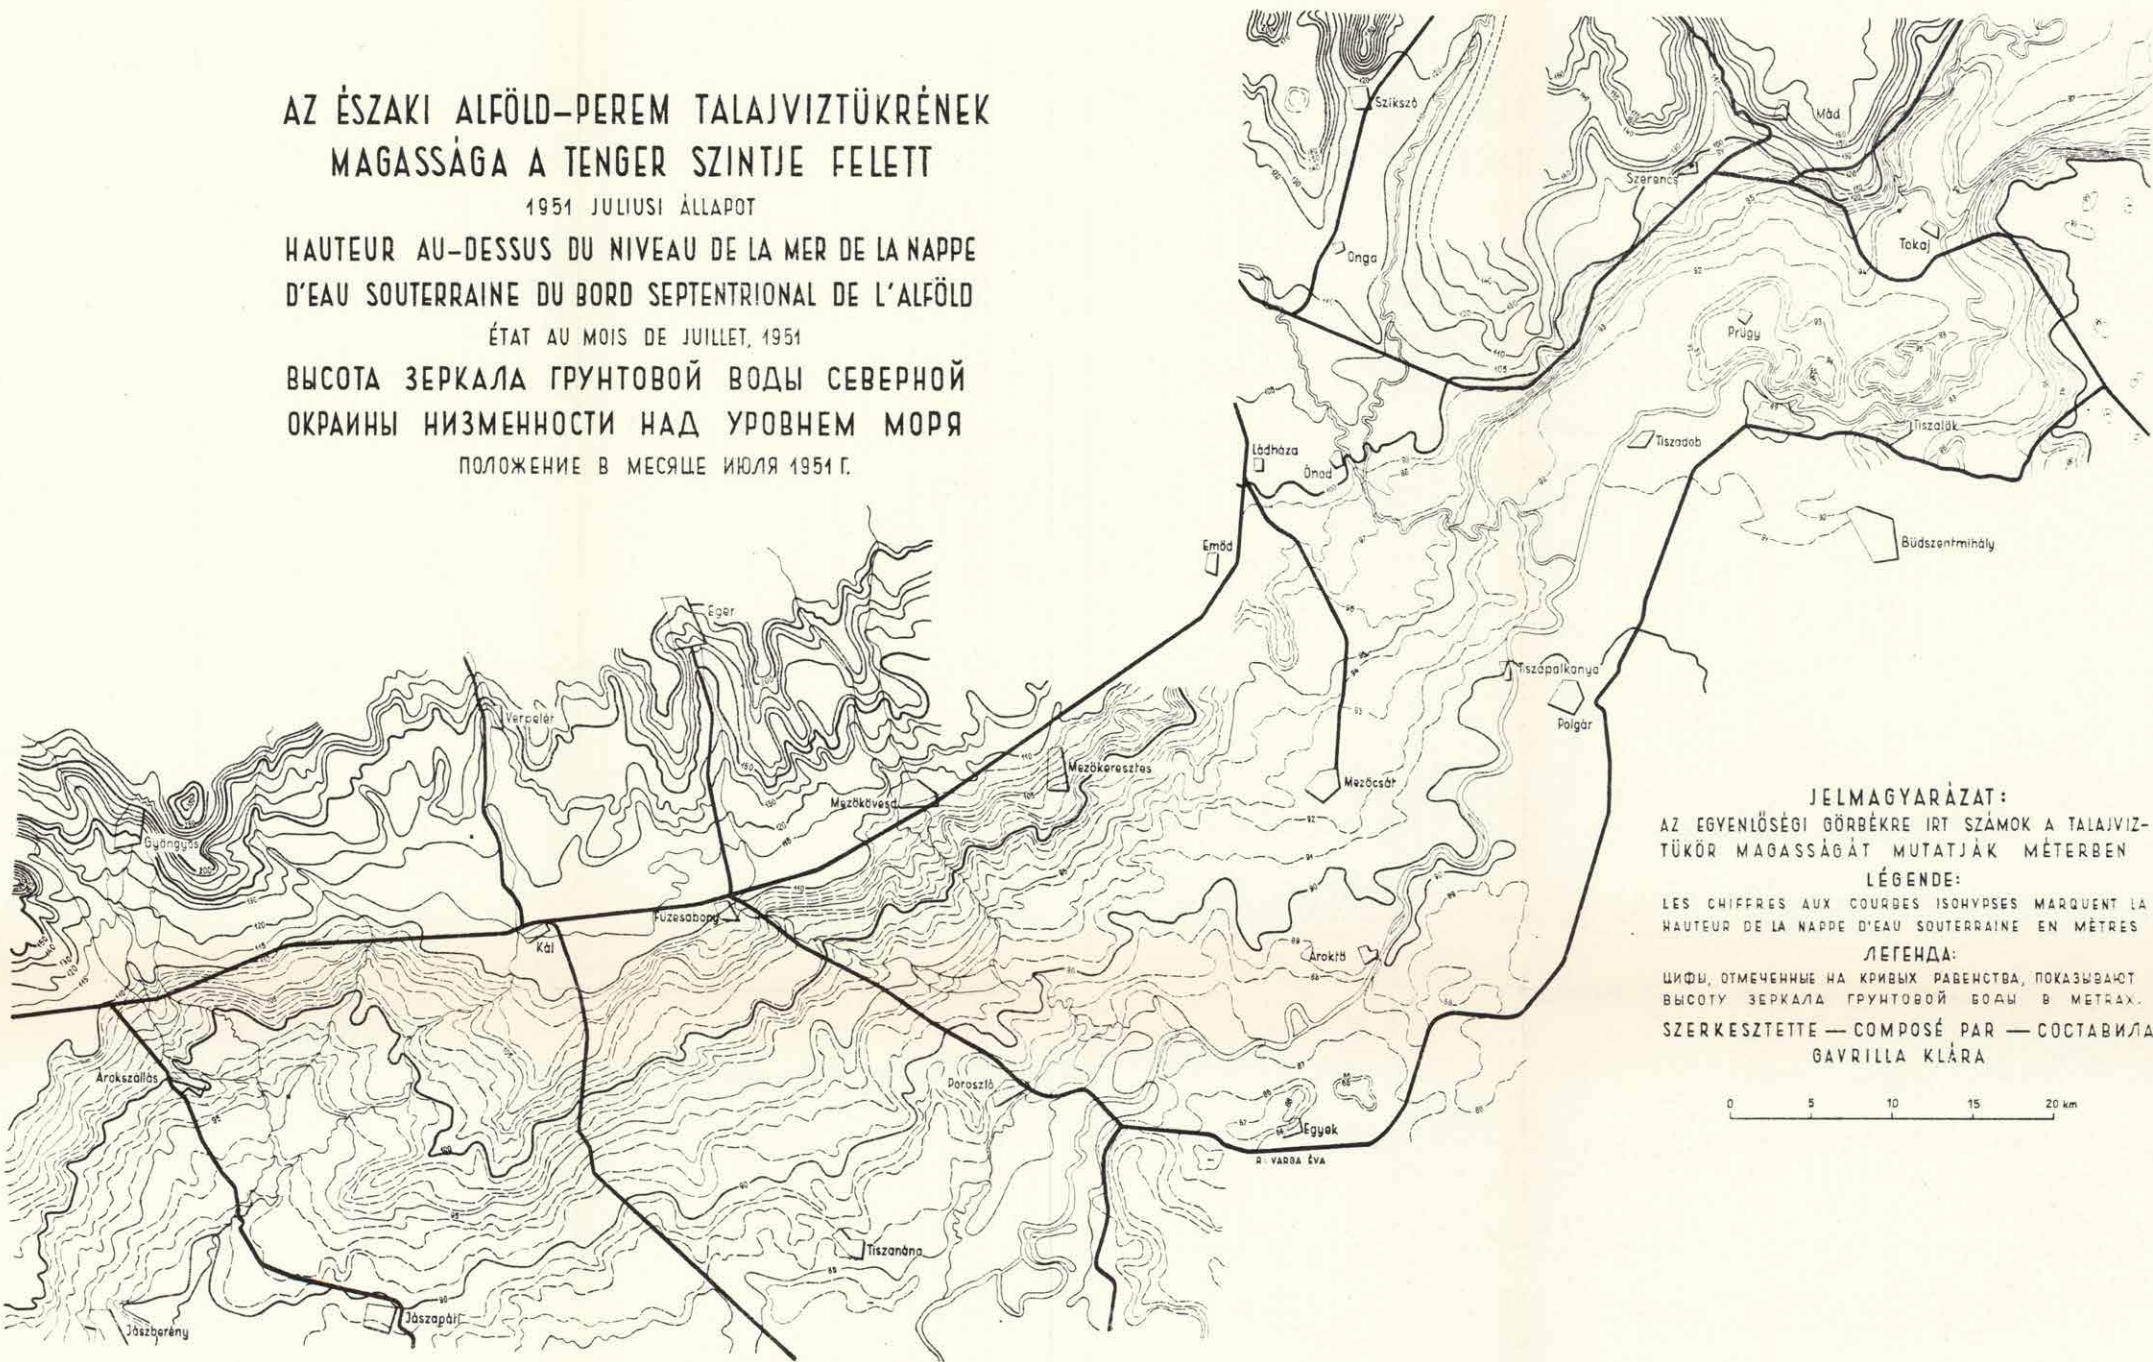 AZ ÉSZAKI ALFÖLD-PEREM TALAJVIZTÜKRÉNEK
MAGASSÁGA A TENGER SZINTJE FELETT
1951 JULIUSI ÁLLAPOT
HAUTEUR AU-DESSUS DU NIVEAU DE LA MER DE LA NAPPE
D'EAU SOUTERRAINE DU BORD SEPTENTRIONAL DE L'ALFÖLD
ÉTAT AU MOIS DE JUILLET, 1951
ВЫСОТА ЗЕРКАЛА ГРУНТОВОЙ ВОДЫ СЕВЕРНОЙ
ОКРАИНЫ НИЗМЕННОСТИ НАД УРОВНЕМ МОРЯ
ПОЛОЖЕНИЕ В МЕСЯЦЕ ИЮЛЯ 1951 Г.
Szikszó
Mád
Szerencs
Tokaj
Onga
Prügy
Tiszadob
Tiszalök
Ládháza
Ónod
Emőd
Büdszentmihály
Eger
Tiszapalkonya
Polgár
Verpelét
Mezőkeresztes
Mezőcsát
Mezőkövesd
Gyöngyös
Füzesabony
Kál
Ároktő
Árokszállás
Poroszló
Egyek
R. VARGA ÉVA
Tiszanána
Jászapáti
Jászberény
JELMAGYARÁZAT:
AZ EGYENLŐSÉGI GÖRBÉKRE IRT SZÁMOK A TALAJVIZ-
TÜKÖR MAGASSÁGÁT MUTATJÁK MÉTERBEN
LÉGENDE:
LES CHIFFRES AUX COURBES ISOHYPSES MARQUENT LA
HAUTEUR DE LA NAPPE D'EAU SOUTERRAINE EN MÈTRES
ЛЕГЕНДА:
ЦИФЫ, ОТМЕЧЕННЫЕ НА КРИВЫХ РАВЕНСТВА, ПОКАЗЫВАЮТ
ВЫСОТУ ЗЕРКАЛА ГРУНТОВОЙ ВОДЫ В МЕТRАХ.
SZERKESZTETTE — COMPOSÉ PAR — СОСТАВИЛА
GAVRILLA KLÁRA
0 5 10 15 20 km